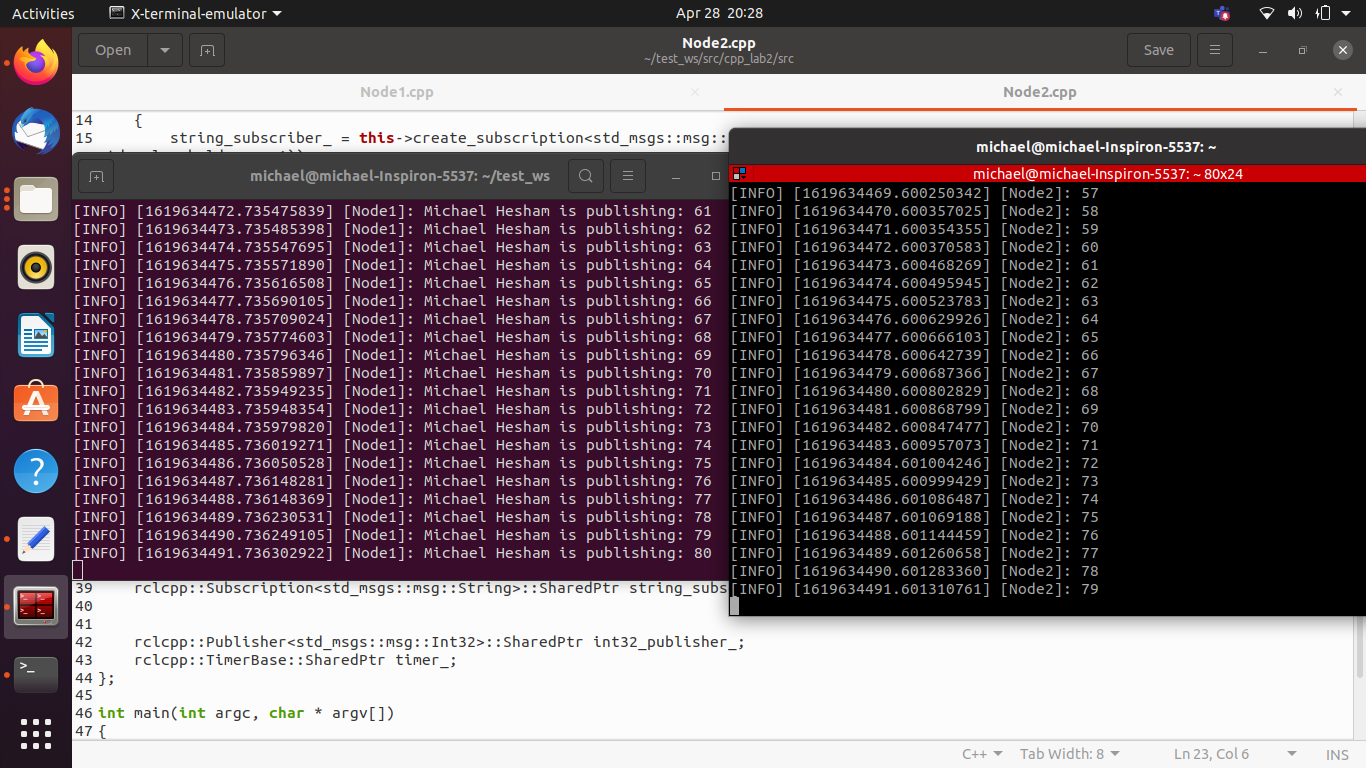 Activities X-terminal-emulator Apr 28 20:28
Open Node2.cpp Save
~/test_ws/src/cpp_lab2/src
Node1.cpp Node2.cpp
14 {
15 string_subscriber_ = this->create_subscription<std_msgs::msg::
michael@michael-Inspiron-5537: ~/test_ws
[INFO] [1619634472.735475839] [Node1]: Michael Hesham is publishing: 61
[INFO] [1619634473.735485398] [Node1]: Michael Hesham is publishing: 62
[INFO] [1619634474.735547695] [Node1]: Michael Hesham is publishing: 63
[INFO] [1619634475.735571890] [Node1]: Michael Hesham is publishing: 64
[INFO] [1619634476.735616508] [Node1]: Michael Hesham is publishing: 65
[INFO] [1619634477.735690105] [Node1]: Michael Hesham is publishing: 66
[INFO] [1619634478.735709024] [Node1]: Michael Hesham is publishing: 67
[INFO] [1619634479.735774603] [Node1]: Michael Hesham is publishing: 68
[INFO] [1619634480.735796346] [Node1]: Michael Hesham is publishing: 69
[INFO] [1619634481.735859897] [Node1]: Michael Hesham is publishing: 70
[INFO] [1619634482.735949235] [Node1]: Michael Hesham is publishing: 71
[INFO] [1619634483.735948354] [Node1]: Michael Hesham is publishing: 72
[INFO] [1619634484.735979820] [Node1]: Michael Hesham is publishing: 73
[INFO] [1619634485.736019271] [Node1]: Michael Hesham is publishing: 74
[INFO] [1619634486.736050528] [Node1]: Michael Hesham is publishing: 75
[INFO] [1619634487.736148281] [Node1]: Michael Hesham is publishing: 76
[INFO] [1619634488.736148369] [Node1]: Michael Hesham is publishing: 77
[INFO] [1619634489.736230531] [Node1]: Michael Hesham is publishing: 78
[INFO] [1619634490.736249105] [Node1]: Michael Hesham is publishing: 79
[INFO] [1619634491.736302922] [Node1]: Michael Hesham is publishing: 80
michael@michael-Inspiron-5537: ~
michael@michael-Inspiron-5537: ~ 80x24
[INFO] [1619634469.600250342] [Node2]: 57
[INFO] [1619634470.600357025] [Node2]: 58
[INFO] [1619634471.600354355] [Node2]: 59
[INFO] [1619634472.600370583] [Node2]: 60
[INFO] [1619634473.600468269] [Node2]: 61
[INFO] [1619634474.600495945] [Node2]: 62
[INFO] [1619634475.600523783] [Node2]: 63
[INFO] [1619634476.600629926] [Node2]: 64
[INFO] [1619634477.600666103] [Node2]: 65
[INFO] [1619634478.600642739] [Node2]: 66
[INFO] [1619634479.600687366] [Node2]: 67
[INFO] [1619634480.600802829] [Node2]: 68
[INFO] [1619634481.600868799] [Node2]: 69
[INFO] [1619634482.600847477] [Node2]: 70
[INFO] [1619634483.600957073] [Node2]: 71
[INFO] [1619634484.601004246] [Node2]: 72
[INFO] [1619634485.600999429] [Node2]: 73
[INFO] [1619634486.601086487] [Node2]: 74
[INFO] [1619634487.601069188] [Node2]: 75
[INFO] [1619634488.601144459] [Node2]: 76
[INFO] [1619634489.601260658] [Node2]: 77
[INFO] [1619634490.601283360] [Node2]: 78
[INFO] [1619634491.601310761] [Node2]: 79
39 rclcpp::Subscription<std_msgs::msg::String>::SharedPtr string_subs
40
41
42 rclcpp::Publisher<std_msgs::msg::Int32>::SharedPtr int32_publisher_;
43 rclcpp::TimerBase::SharedPtr timer_;
44 };
45
46 int main(int argc, char * argv[])
47 {
C++ Tab Width: 8 Ln 23, Col 6 INS